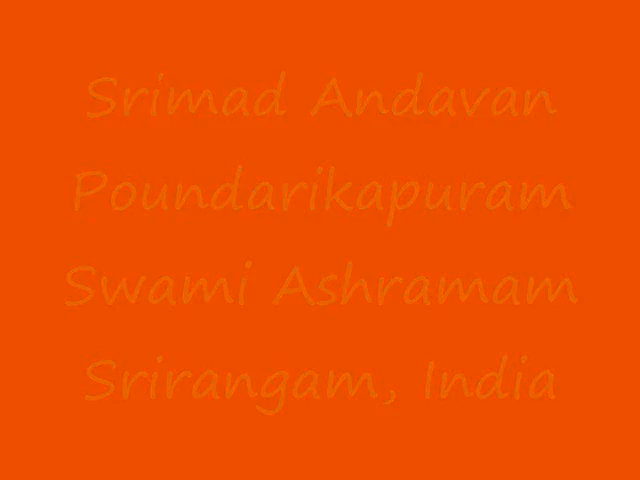 Srimad Andavan
Poundarikapuram
Swami Ashramam
Srirangam, India